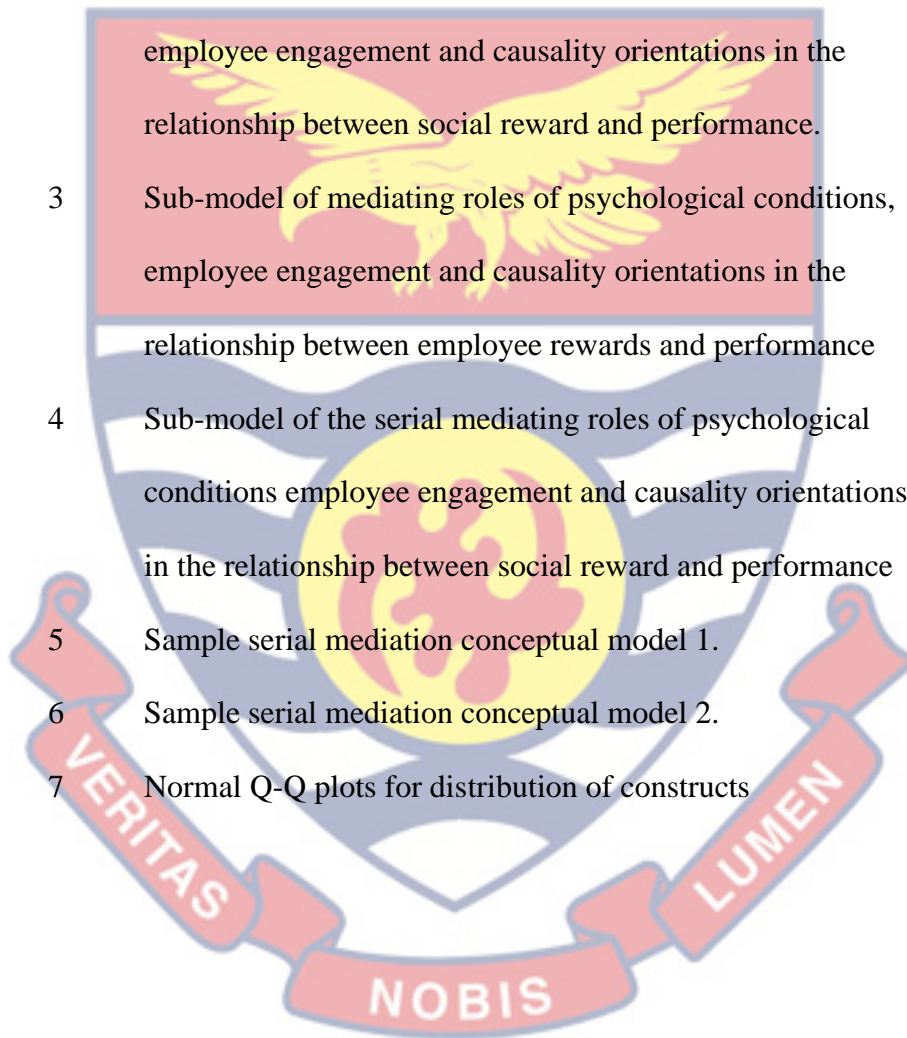 employee engagement and causality orientations in the
relationship between social reward and performance.
3 Sub-model of mediating roles of psychological conditions,
employee engagement and causality orientations in the
relationship between employee rewards and performance
4 Sub-model of the serial mediating roles of psychological
conditions employee engagement and causality orientations
in the relationship between social reward and performance
5 Sample serial mediation conceptual model 1.
6 Sample serial mediation conceptual model 2.
7 Normal Q-Q plots for distribution of constructs
VERITAS
NOBIS
LUMEN